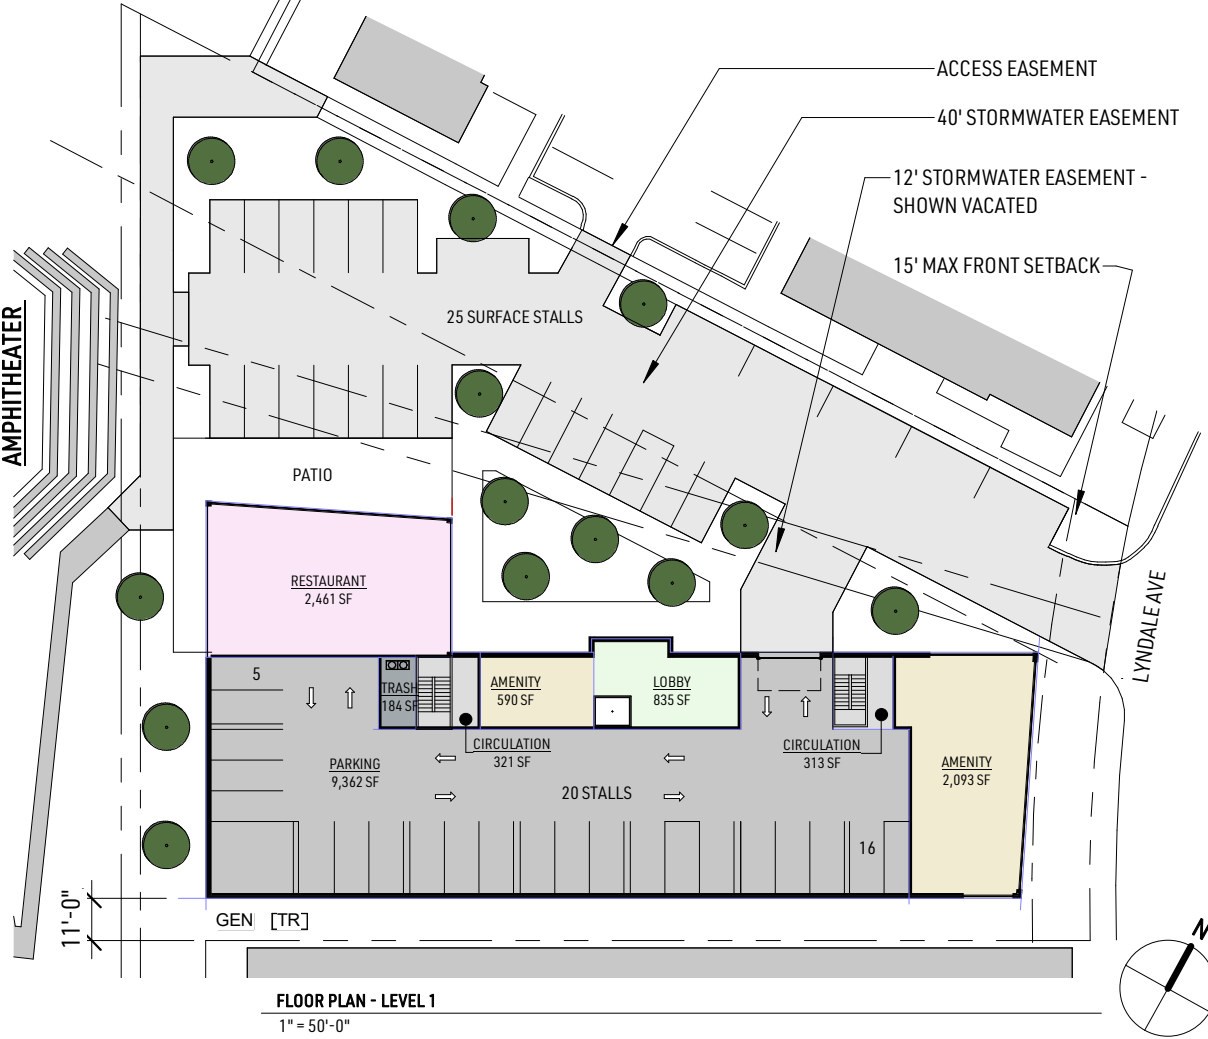 ACCESS EASEMENT
40' STORMWATER EASEMENT
12' STORMWATER EASEMENT -
SHOWN VACATED
15' MAX FRONT SETBACK
AMPHITHEATER
25 SURFACE STALLS
PATIO
RESTAURANT
2,461 SF
LYNDALE AVE
5
TRASH
184 SF
AMENITY
590 SF
LOBBY
835 SF
CIRCULATION
321 SF
CIRCULATION
313 SF
PARKING
9,362 SF
20 STALLS
AMENITY
2,093 SF
16
11'-0"
GEN [TR]
N
FLOOR PLAN - LEVEL 1
1" = 50'-0"